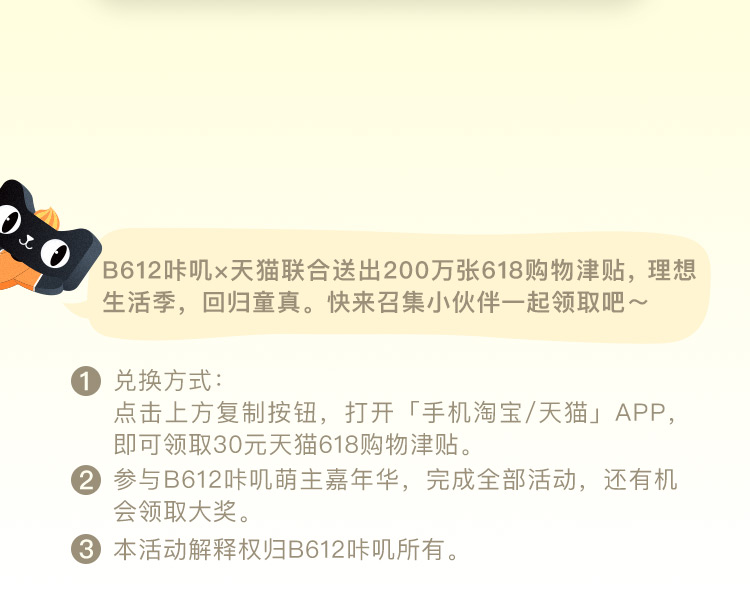 B612咔叽×天猫联合送出200万张618购物津贴，理想
生活季，回归童真。快来召集小伙伴一起领取吧～
1 兑换方式：
点击上方复制按钮，打开「手机淘宝/天猫」APP，
即可领取30元天猫618购物津贴。
2 参与B612咔叽萌主嘉年华，完成全部活动，还有机
会领取大奖。
3 本活动解释权归B612咔叽所有。